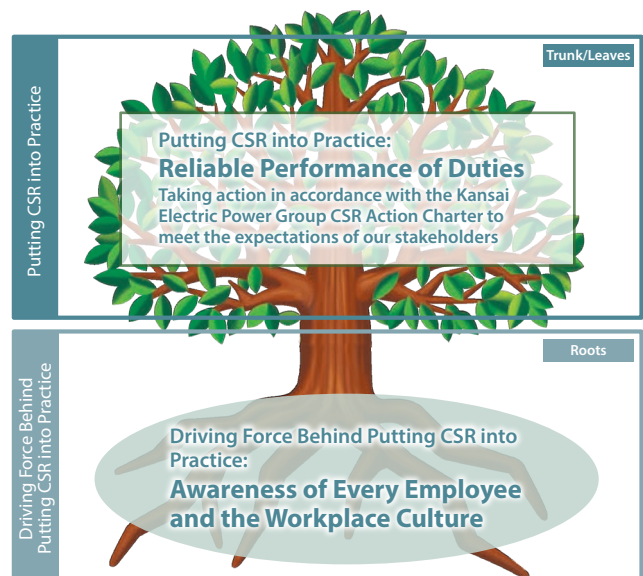 Trunk/Leaves
Putting CSR into Practice
Putting CSR into Practice:
Reliable Performance of Duties
Taking action in accordance with the Kansai
Electric Power Group CSR Action Charter to
meet the expectations of our stakeholders
Roots
Driving Force Behind
Putting CSR into Practice
Driving Force Behind Putting CSR into
Practice:
Awareness of Every Employee
and the Workplace Culture